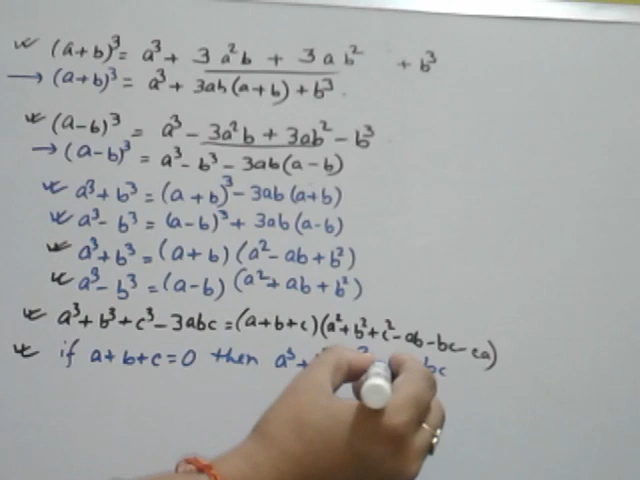 (a+b)³ = a³ + 3a²b + 3ab² + b³
→ (a+b)³ = a³ + 3ab(a+b) + b³.
(a-b)³ = a³ - 3a²b + 3ab² - b³
→ (a-b)³ = a³ - b³ - 3ab(a-b)
a³+b³ = (a+b)³ - 3ab(a+b)
a³-b³ = (a-b)³ + 3ab(a-b)
a³+b³ = (a+b)(a²-ab+b²)
a³-b³ = (a-b)(a²+ab+b²)
a³+b³+c³-3abc = (a+b+c)(a²+b²+c²-ab-bc-ca)
if a+b+c=0 then a³+ bc